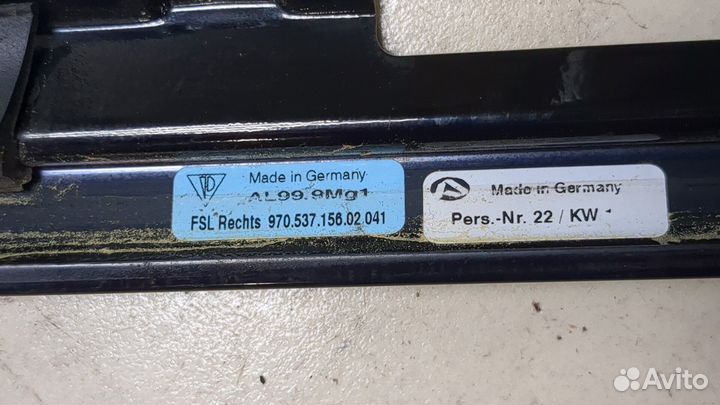 Made in Germany
AL99.9Mg1
FSL Rechts 970.537.156.02.041
Made in Germany
Pers.-Nr. 22 / KW
Avito